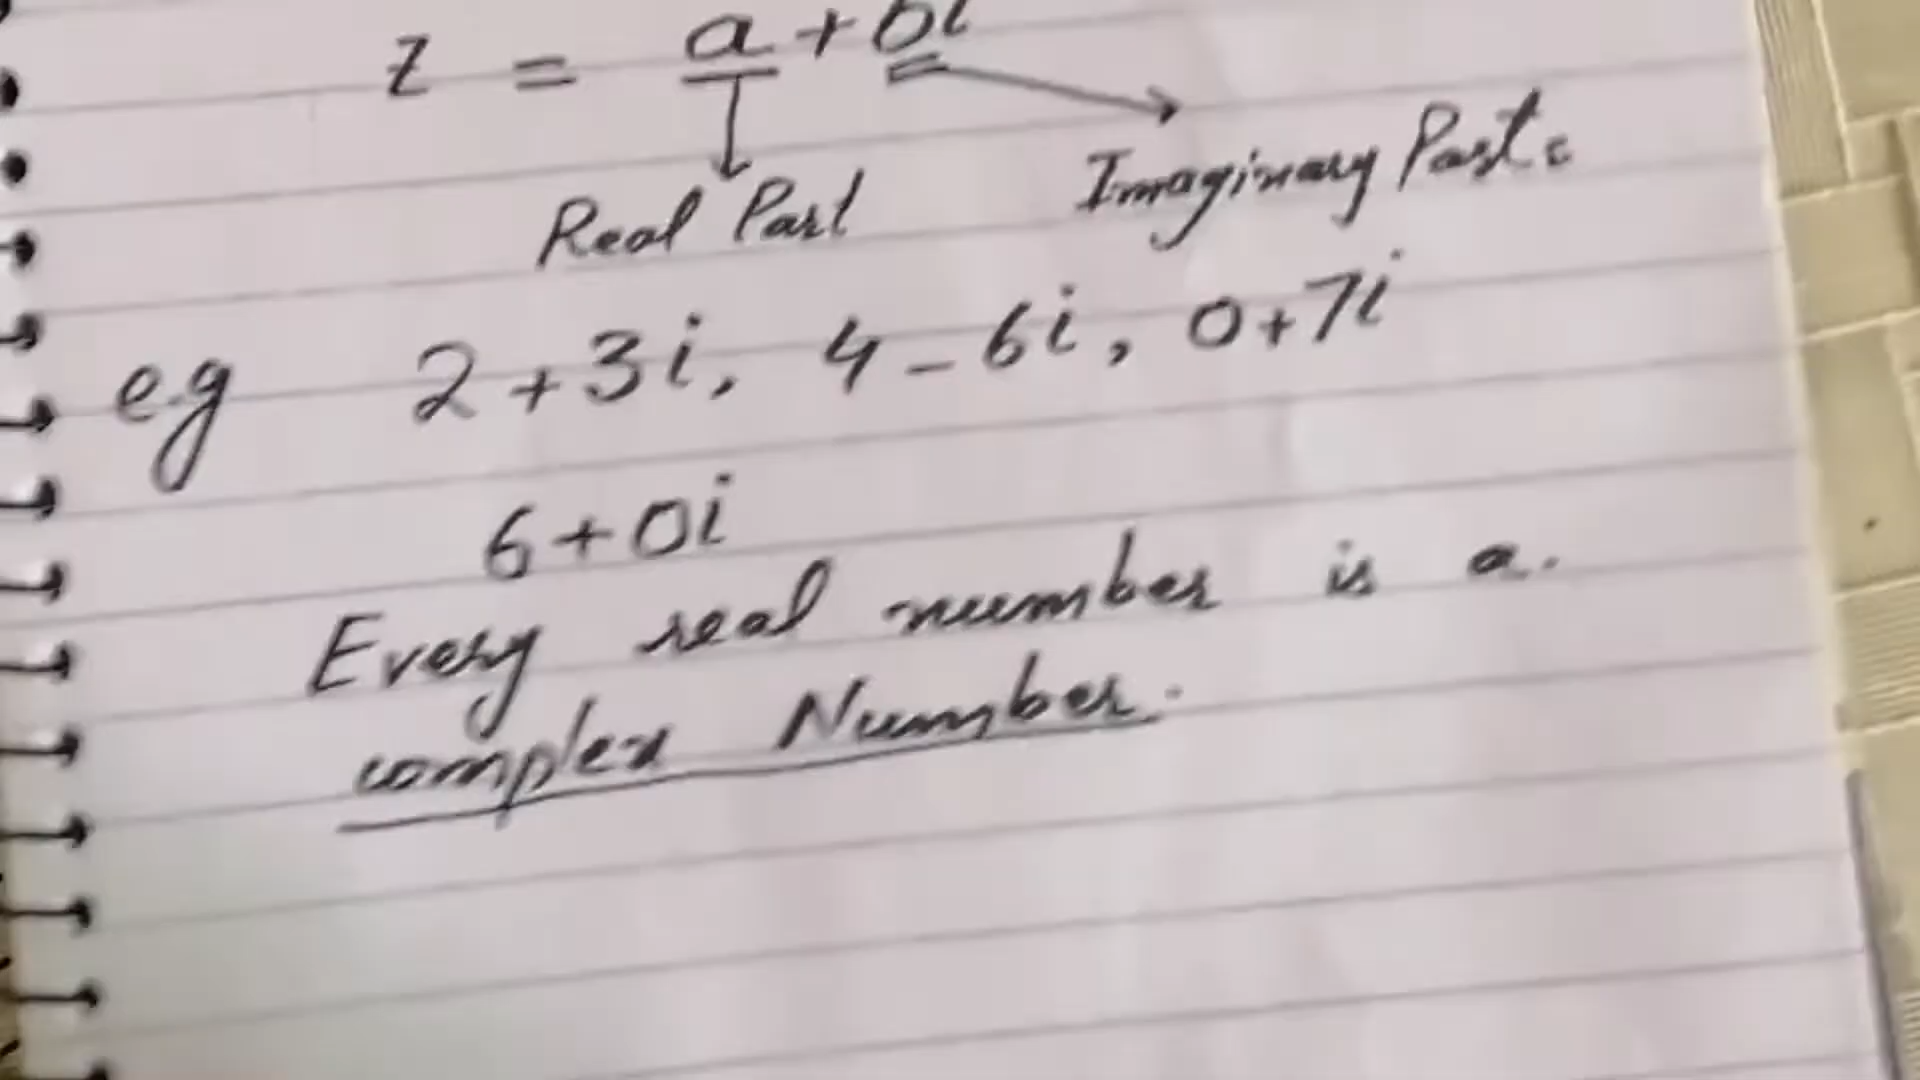 z = a + bi
Real Part Imaginary Part
e.g 2 + 3i, 4 - 6i, 0 + 7i
6 + 0i
Every real number is a.
complex Number.